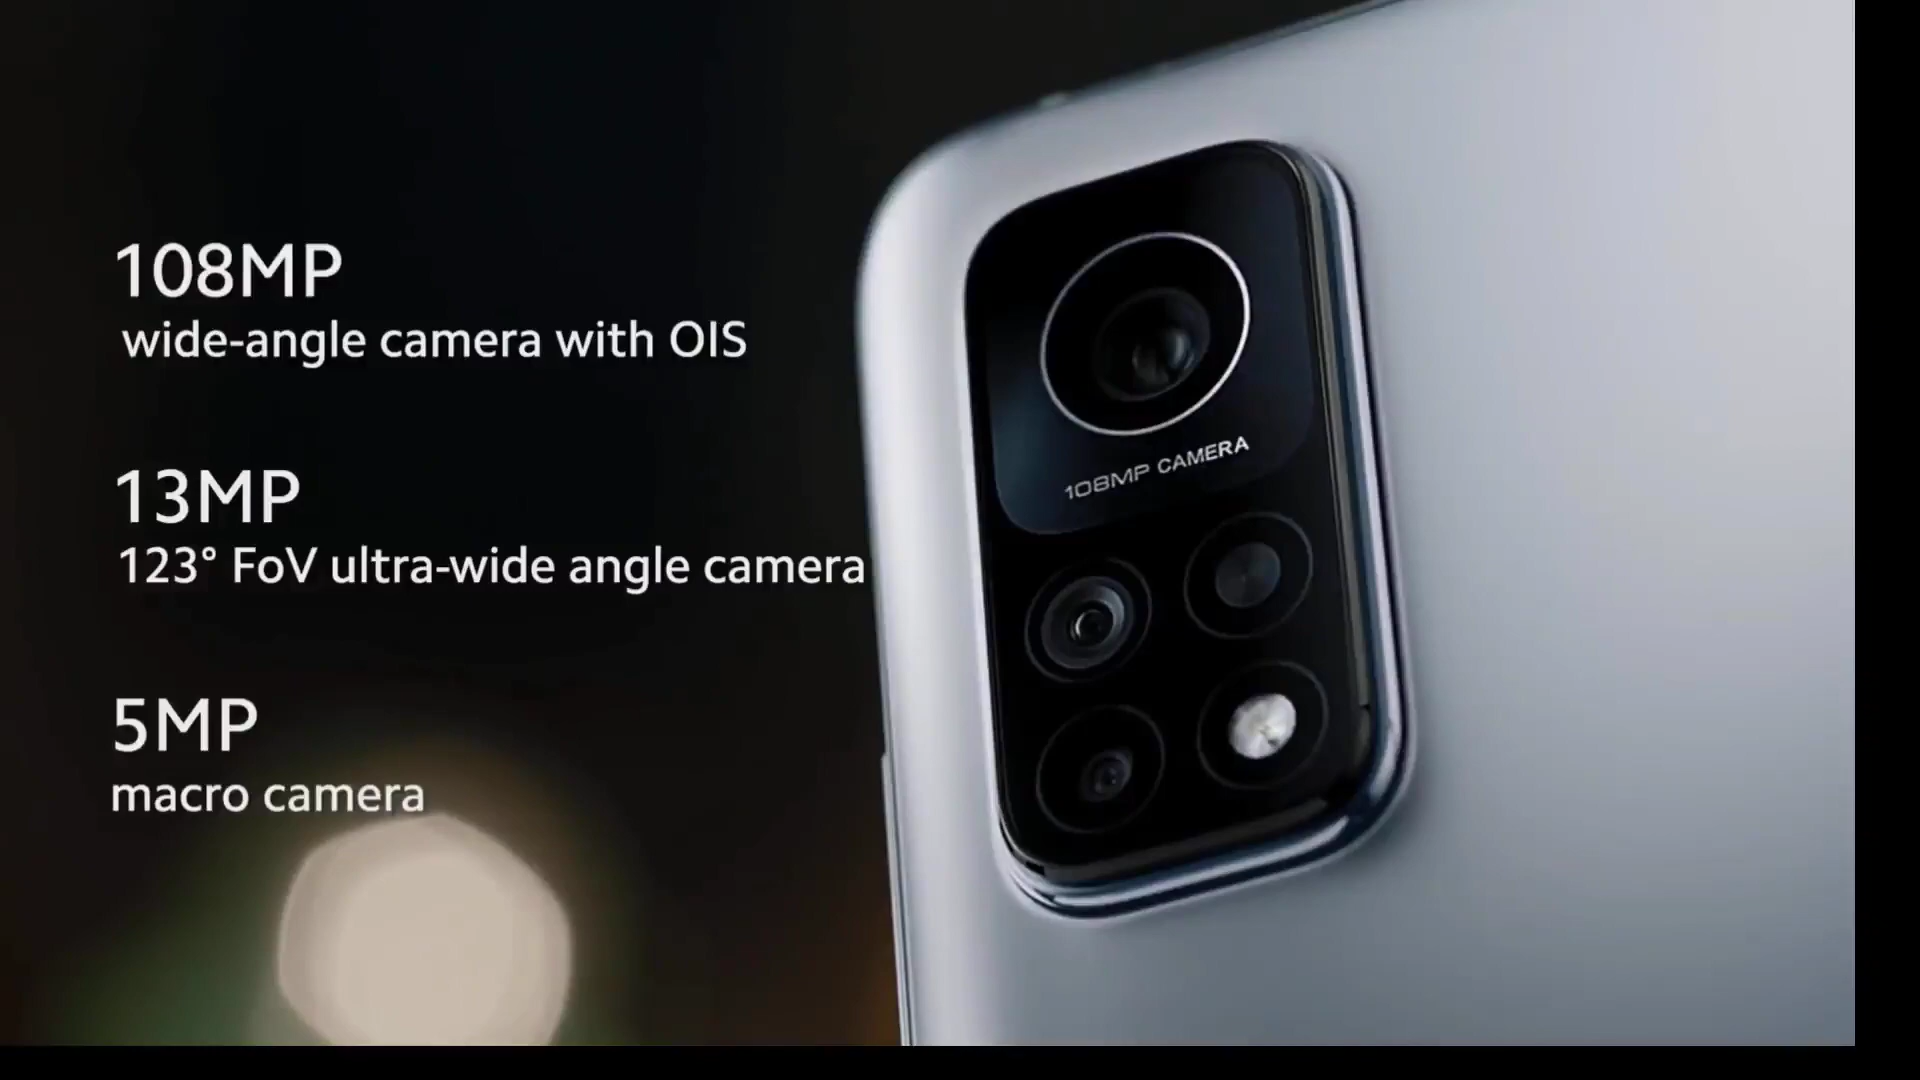 108MP
wide-angle camera with OIS
13MP
123° FoV ultra-wide angle camera
5MP
macro camera
108MP CAMERA